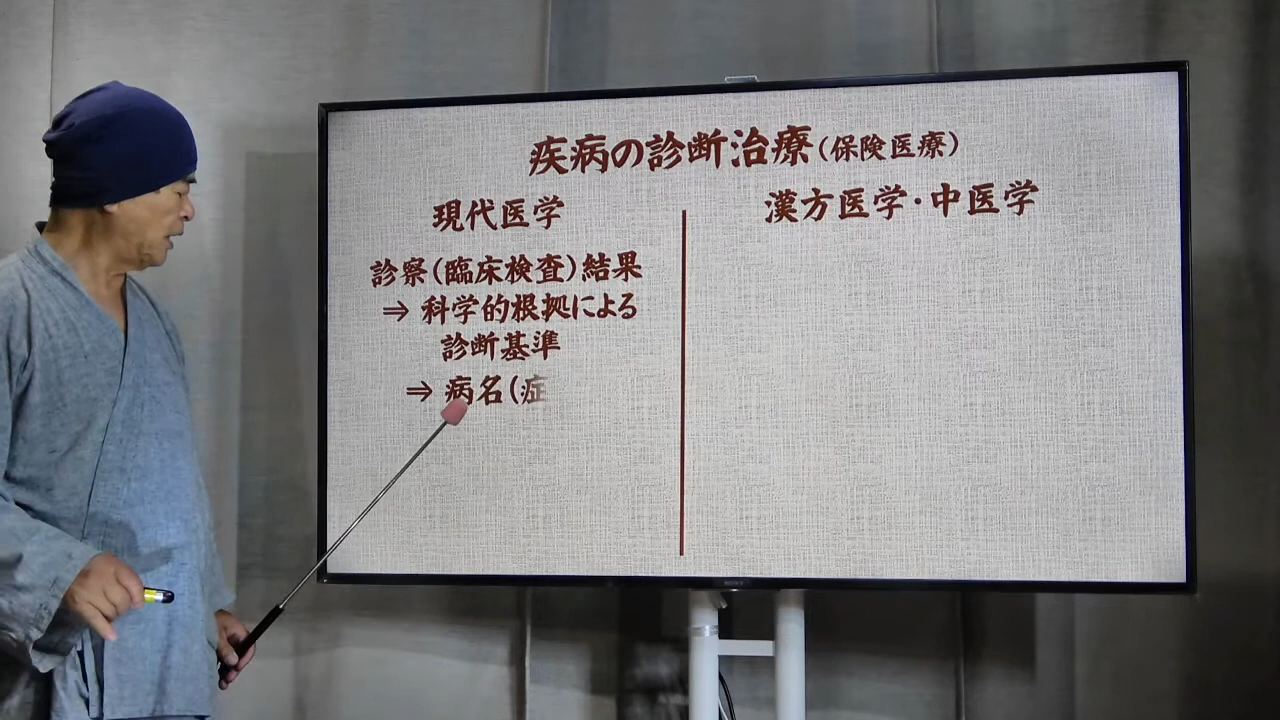 疾病の診断治療(保険医療)
現代医学
診察(臨床検査)結果
⇒ 科学的根拠による
診断基準
⇒ 病名(症
漢方医学・中医学
SONY